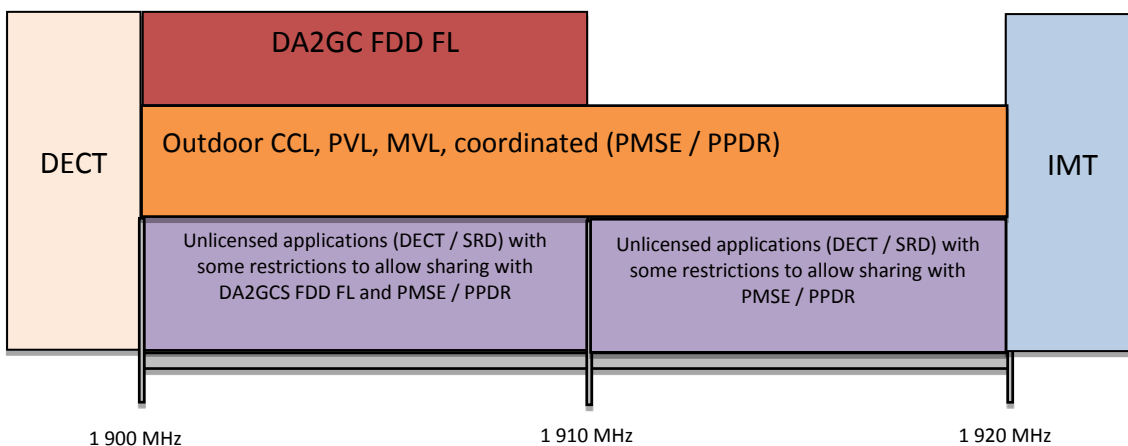 DA2GC FDD FL
DECT
Outdoor CCL, PVL, MVL, coordinated (PMSE / PPDR)
IMT
Unlicensed applications (DECT / SRD) with
some restrictions to allow sharing with
DA2GCS FDD FL and PMSE / PPDR
Unlicensed applications (DECT / SRD) with
some restrictions to allow sharing with
PMSE / PPDR
1 900 MHz
1 910 MHz
1 920 MHz